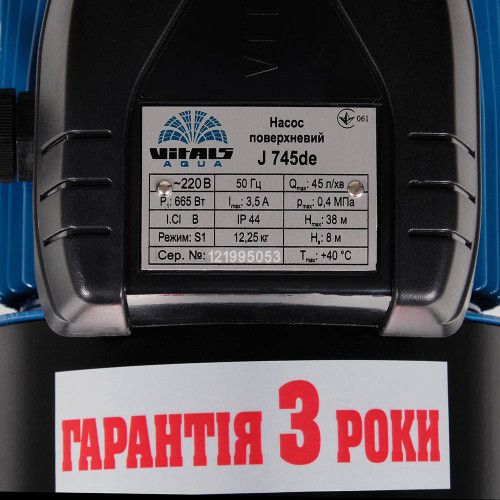 VIT
Насос
поверхневий
J 745de
061
VITALS
AQUA
~220 В 50 Гц Qmax: 45 л/хв
P1: 665 Вт Imax: 3,5 А pmax: 0,4 МПа
I.Cl B IP 44 Hmax: 38 м
Режим: S1 12,25 кг Hs: 8 м
Сер. №: 121995053 Tmax: +40 °C
ГАРАНТІЯ 3 РОКИ